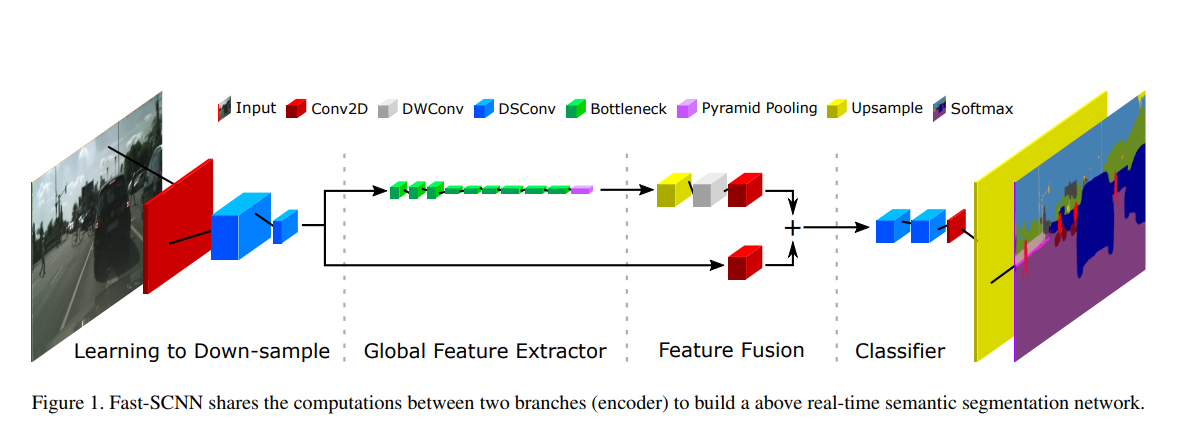 Input Conv2D DWConv DSConv Bottleneck Pyramid Pooling Upsample Softmax
+
Learning to Down-sample Global Feature Extractor Feature Fusion Classifier
Figure 1. Fast-SCNN shares the computations between two branches (encoder) to build a above real-time semantic segmentation network.